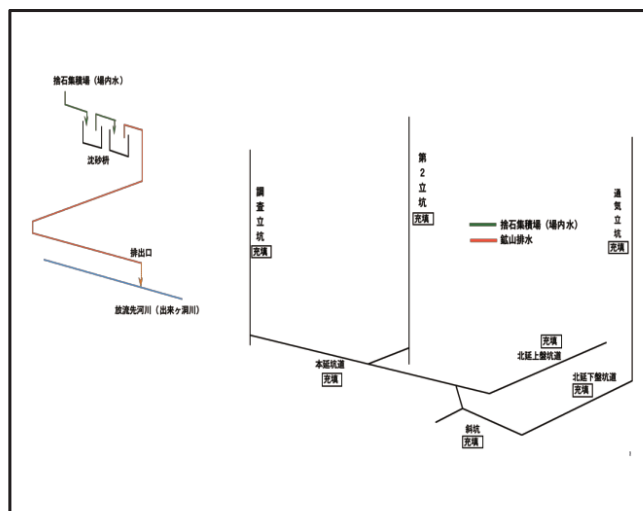 捨石集積場（場内水）
沈砂枡
排出口
放流先河川（出来ヶ洞川）
調査立坑
充填
第2立坑
充填
通気立坑
充填
捨石集積場（場内水）
鉱山排水
本延坑道
充填
充填
北延上盤坑道
北延下盤坑道
充填
斜坑
充填